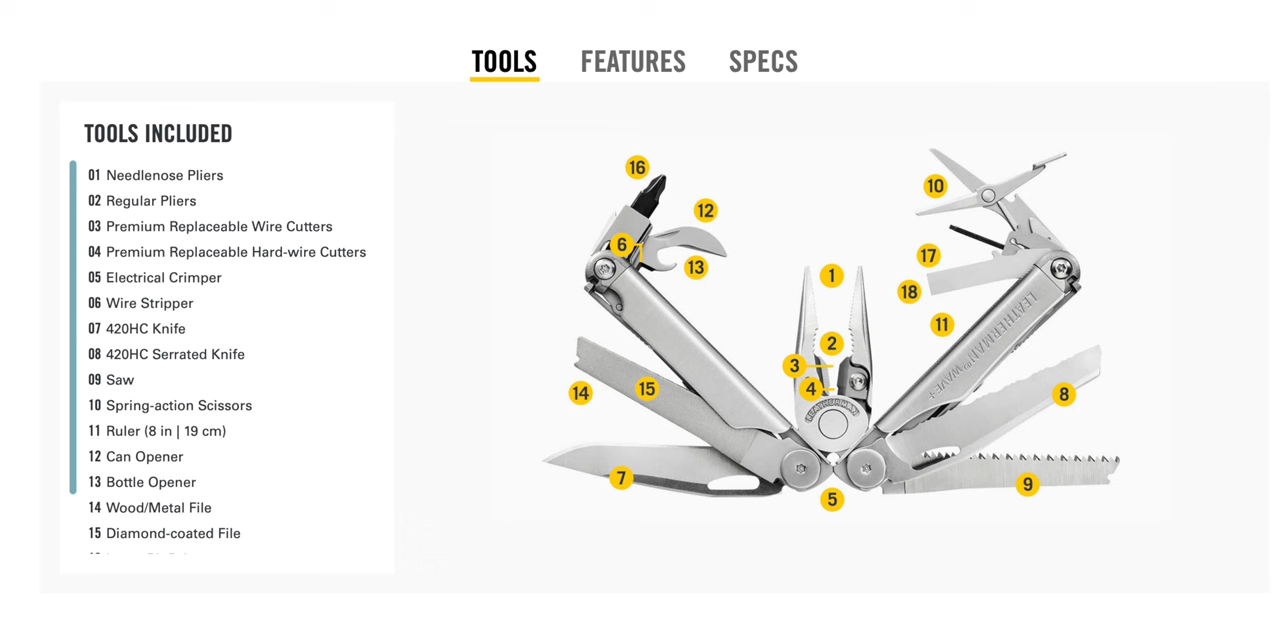 TOOLS FEATURES SPECS
TOOLS INCLUDED
01 Needlenose Pliers
02 Regular Pliers
03 Premium Replaceable Wire Cutters
04 Premium Replaceable Hard-wire Cutters
05 Electrical Crimper
06 Wire Stripper
07 420HC Knife
08 420HC Serrated Knife
09 Saw
10 Spring-action Scissors
11 Ruler (8 in | 19 cm)
12 Can Opener
13 Bottle Opener
14 Wood/Metal File
15 Diamond-coated File
16
12
6
13
1
10
17
18
11
2
3
4
14
15
8
7
9
5
LEATHERMAN
LEATHERMAN® WAVE+